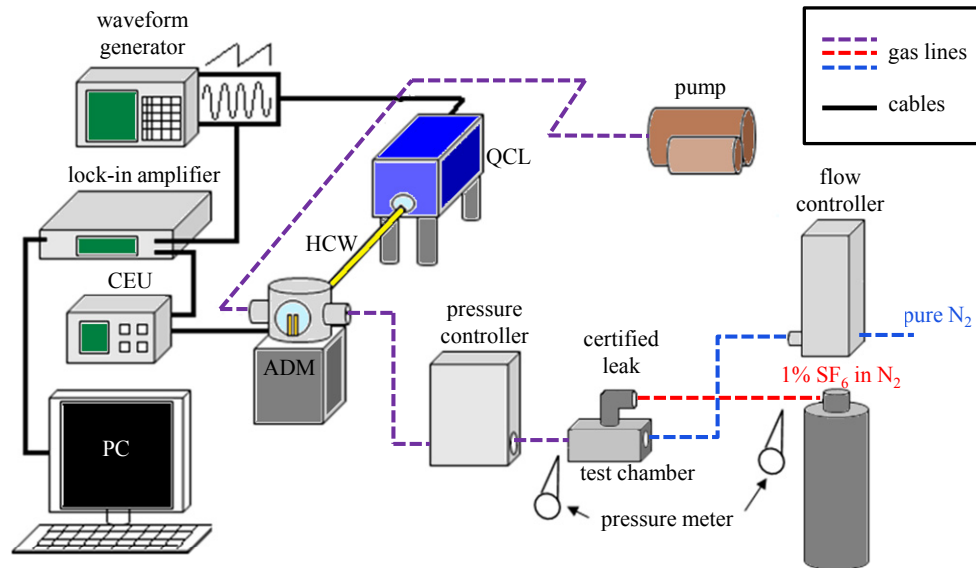 waveform
generator
gas lines
cables
pump
QCL
lock-in amplifier
flow
controller
HCW
CEU
pressure
controller
certified
leak
pure N₂
1% SF₆ in N₂
ADM
PC
test chamber
pressure meter